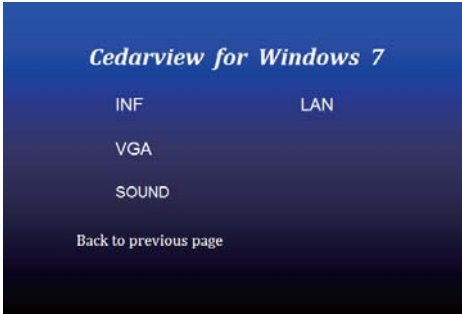 Cedarview for Windows 7
INF LAN
VGA
SOUND
Back to previous page